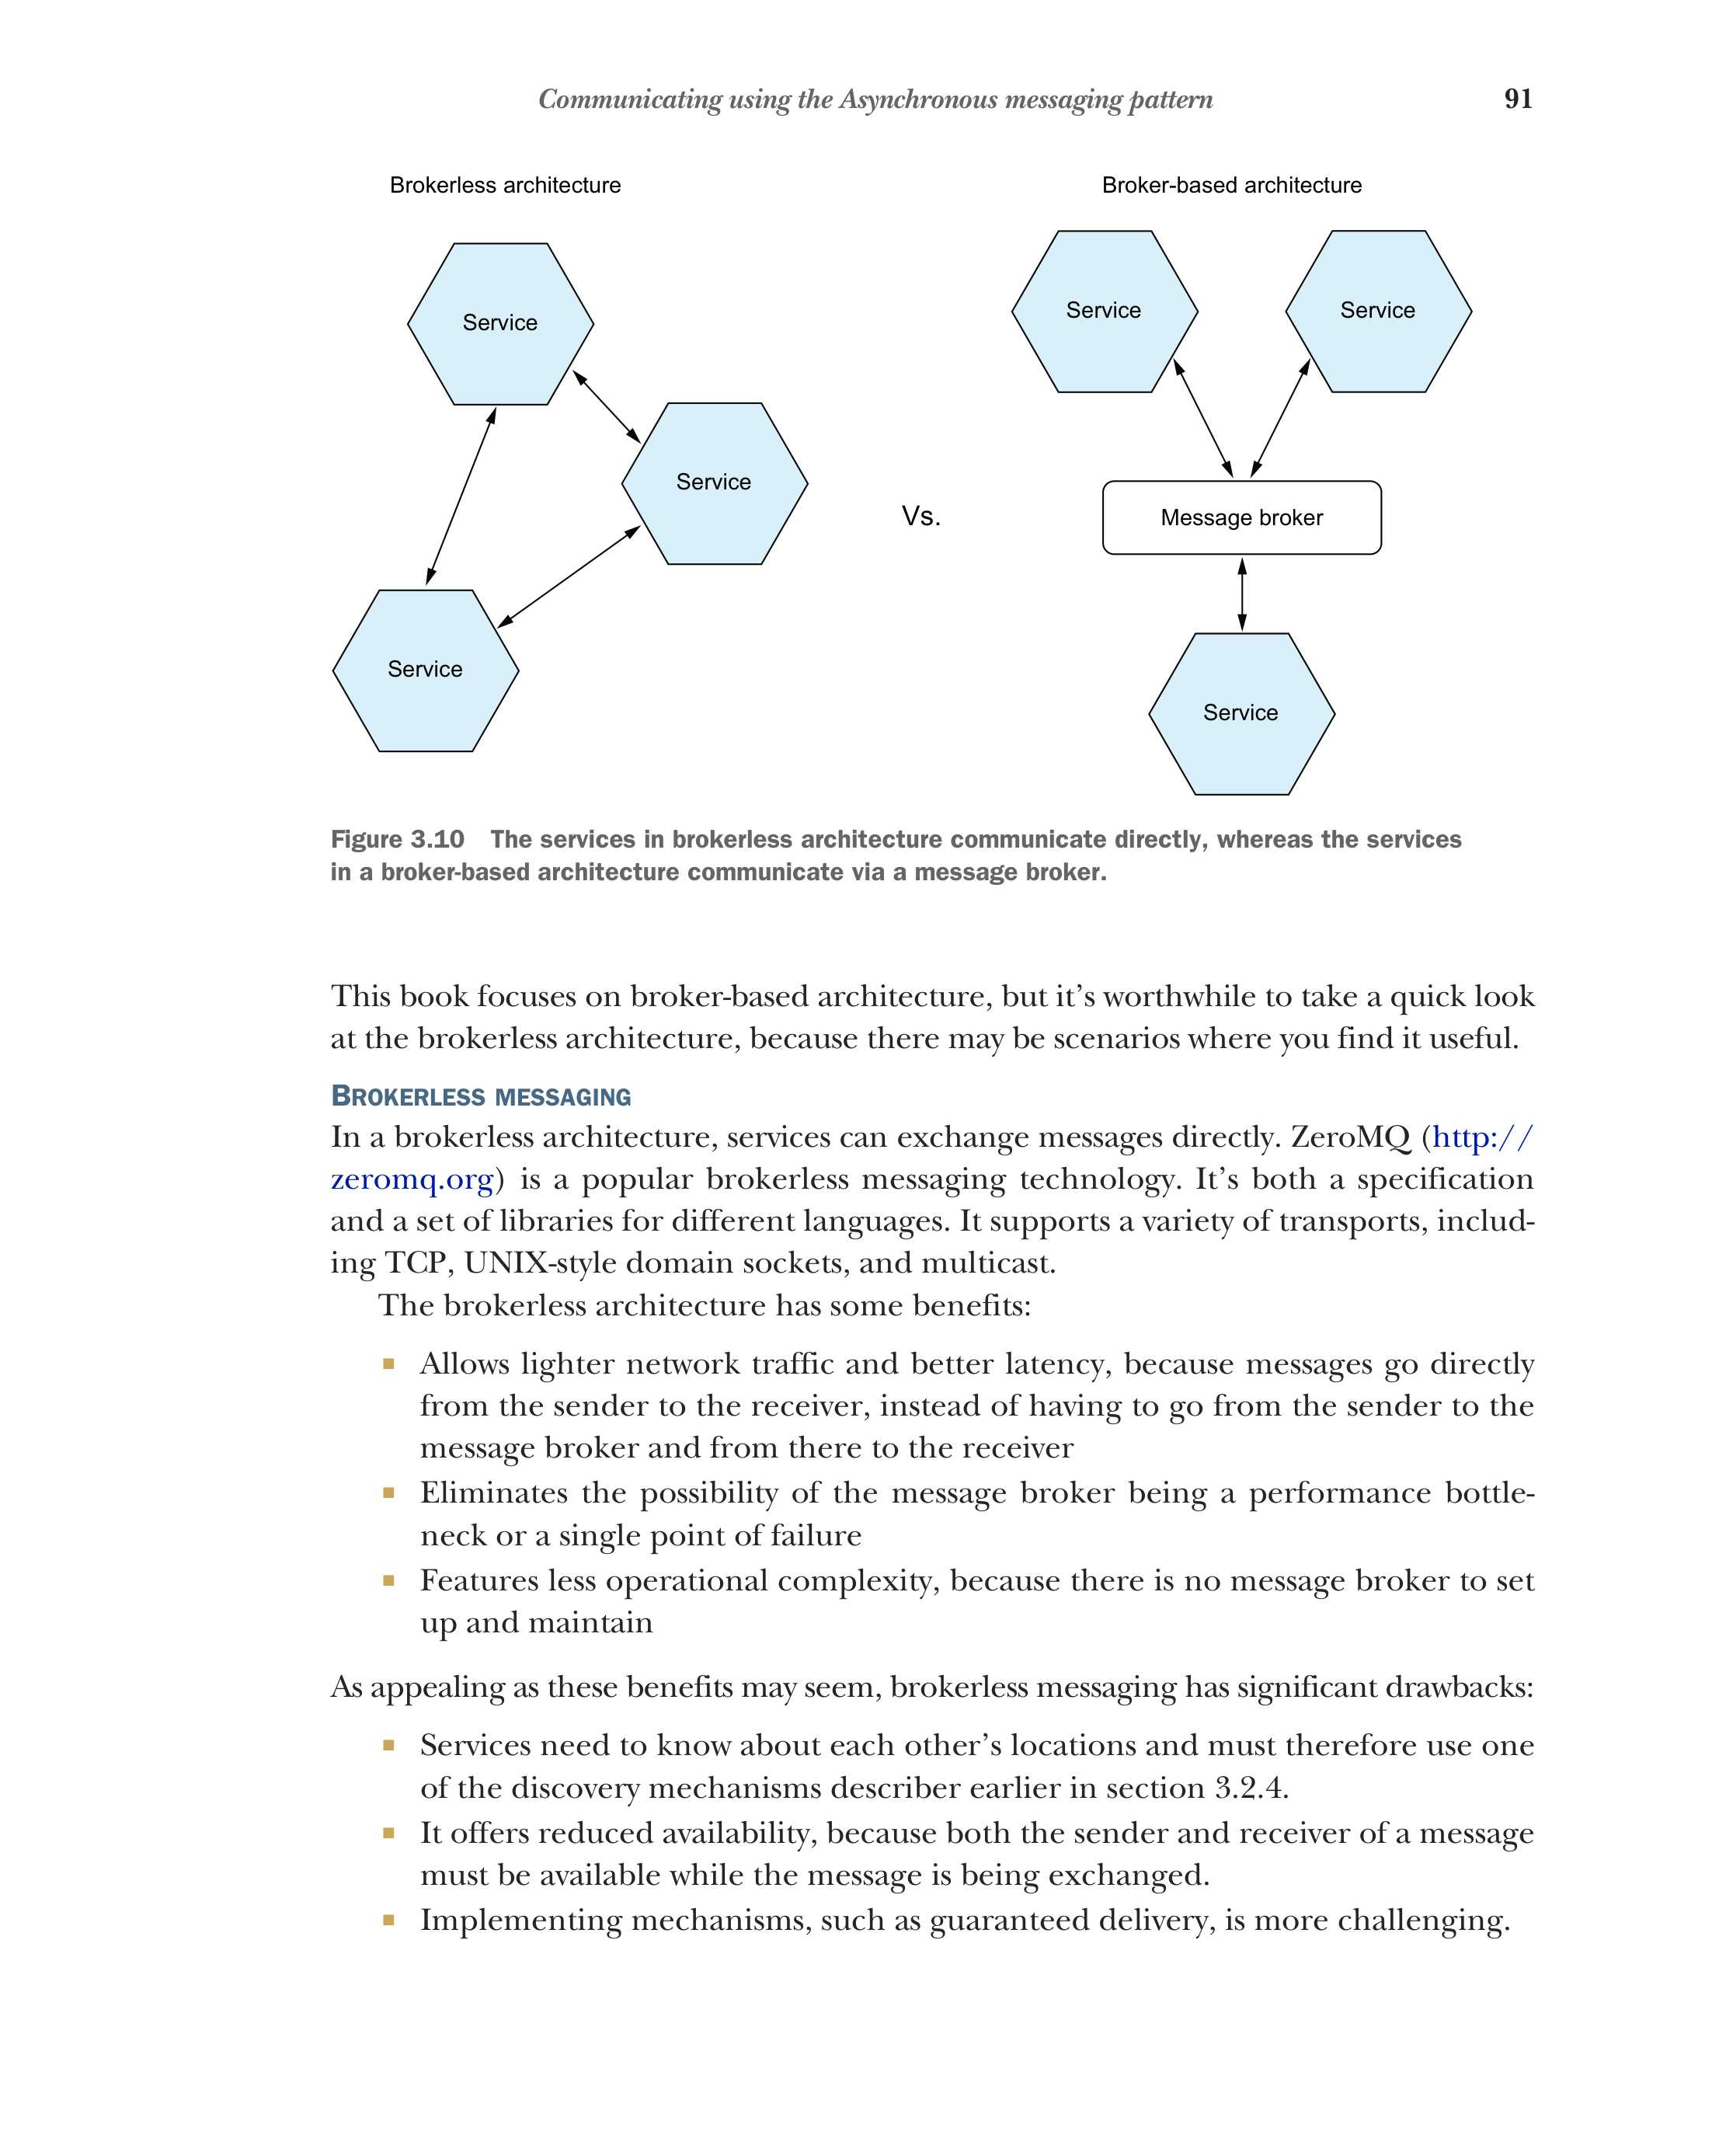 Communicating using the Asynchronous messaging pattern 91
Brokerless architecture
Service
Service
Service
Vs.
Broker-based architecture
Service
Service
Message broker
Service
Figure 3.10 The services in brokerless architecture communicate directly, whereas the services
in a broker-based architecture communicate via a message broker.
This book focuses on broker-based architecture, but it’s worthwhile to take a quick look
at the brokerless architecture, because there may be scenarios where you find it useful.
BROKERLESS MESSAGING
In a brokerless architecture, services can exchange messages directly. ZeroMQ (http://
zeromq.org) is a popular brokerless messaging technology. It’s both a specification
and a set of libraries for different languages. It supports a variety of transports, includ-
ing TCP, UNIX-style domain sockets, and multicast.
The brokerless architecture has some benefits:
■ Allows lighter network traffic and better latency, because messages go directly
from the sender to the receiver, instead of having to go from the sender to the
message broker and from there to the receiver
■ Eliminates the possibility of the message broker being a performance bottle-
neck or a single point of failure
■ Features less operational complexity, because there is no message broker to set
up and maintain
As appealing as these benefits may seem, brokerless messaging has significant drawbacks:
■ Services need to know about each other’s locations and must therefore use one
of the discovery mechanisms describer earlier in section 3.2.4.
■ It offers reduced availability, because both the sender and receiver of a message
must be available while the message is being exchanged.
■ Implementing mechanisms, such as guaranteed delivery, is more challenging.